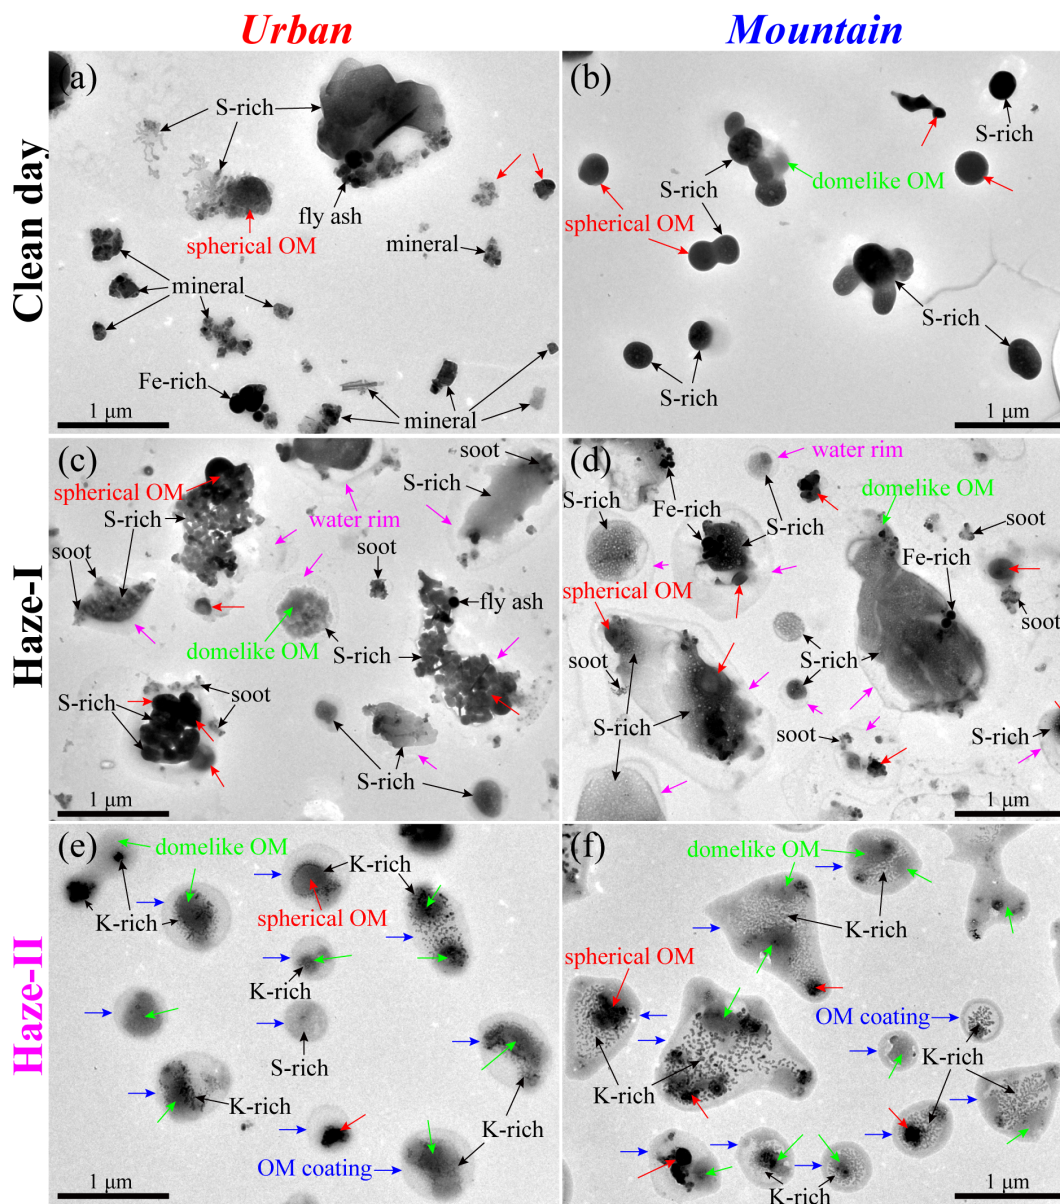 Urban
Mountain
Clean day
(a)
S-rich
fly ash
spherical OM
mineral
mineral
Fe-rich
mineral
1 μm
(b)
S-rich
S-rich
domelike OM
spherical OM
S-rich
S-rich
1 μm
Haze-I
(c)
soot
spherical OM
S-rich
S-rich
water rim
soot
soot
fly ash
domelike OM
S-rich
S-rich
soot
S-rich
1 μm
(d)
water rim
domelike OM
S-rich
Fe-rich
S-rich
soot
Fe-rich
spherical OM
soot
S-rich
soot
S-rich
soot
S-rich
1 μm
Haze-II
(e)
domelike OM
K-rich
K-rich
spherical OM
K-rich
S-rich
K-rich
K-rich
OM coating
1 μm
(f)
domelike OM
K-rich
K-rich
spherical OM
OM coating
K-rich
K-rich
K-rich
1 μm